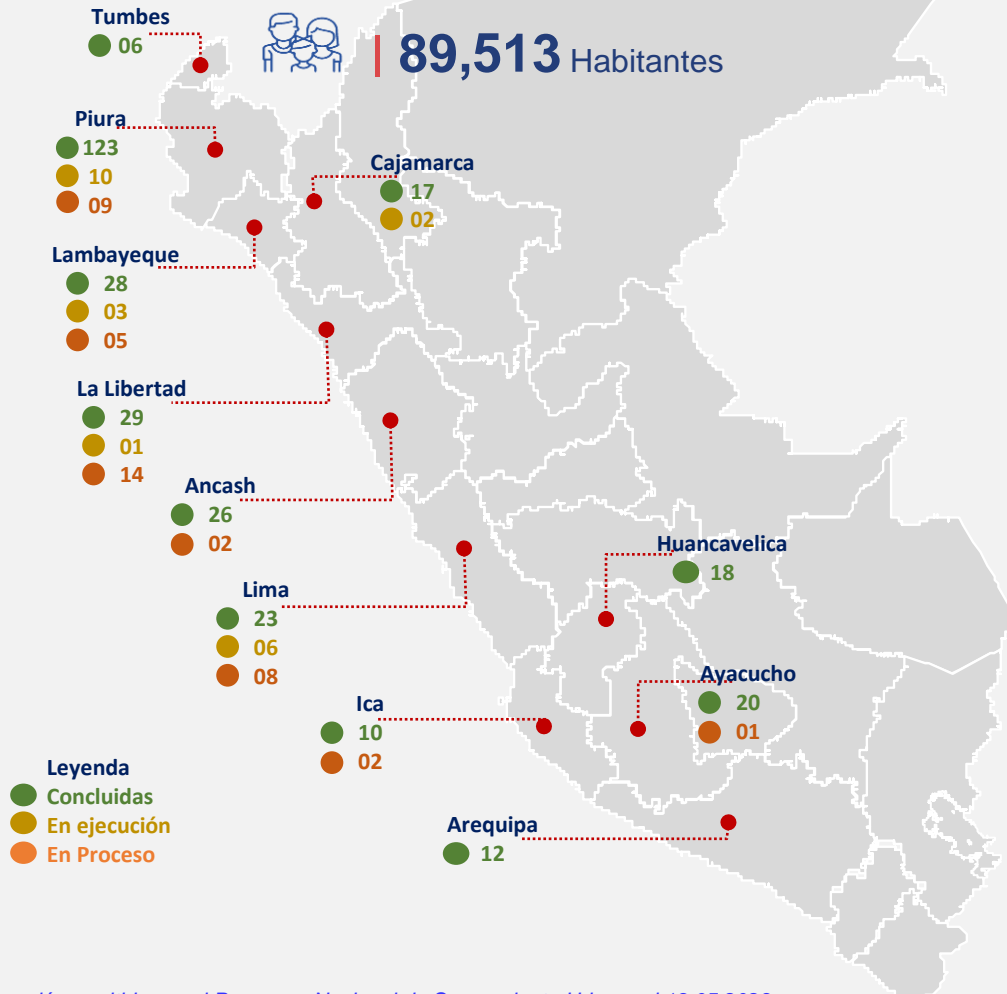 89,513 Habitantes
Tumbes
06
Piura
123
10
09
Cajamarca
17
02
Lambayeque
28
03
05
La Libertad
29
01
14
Ancash
26
02
Huancavelica
18
Lima
23
06
08
Ayacucho
20
01
Ica
10
02
Arequipa
12
Leyenda
Concluidas
En ejecución
En Proceso